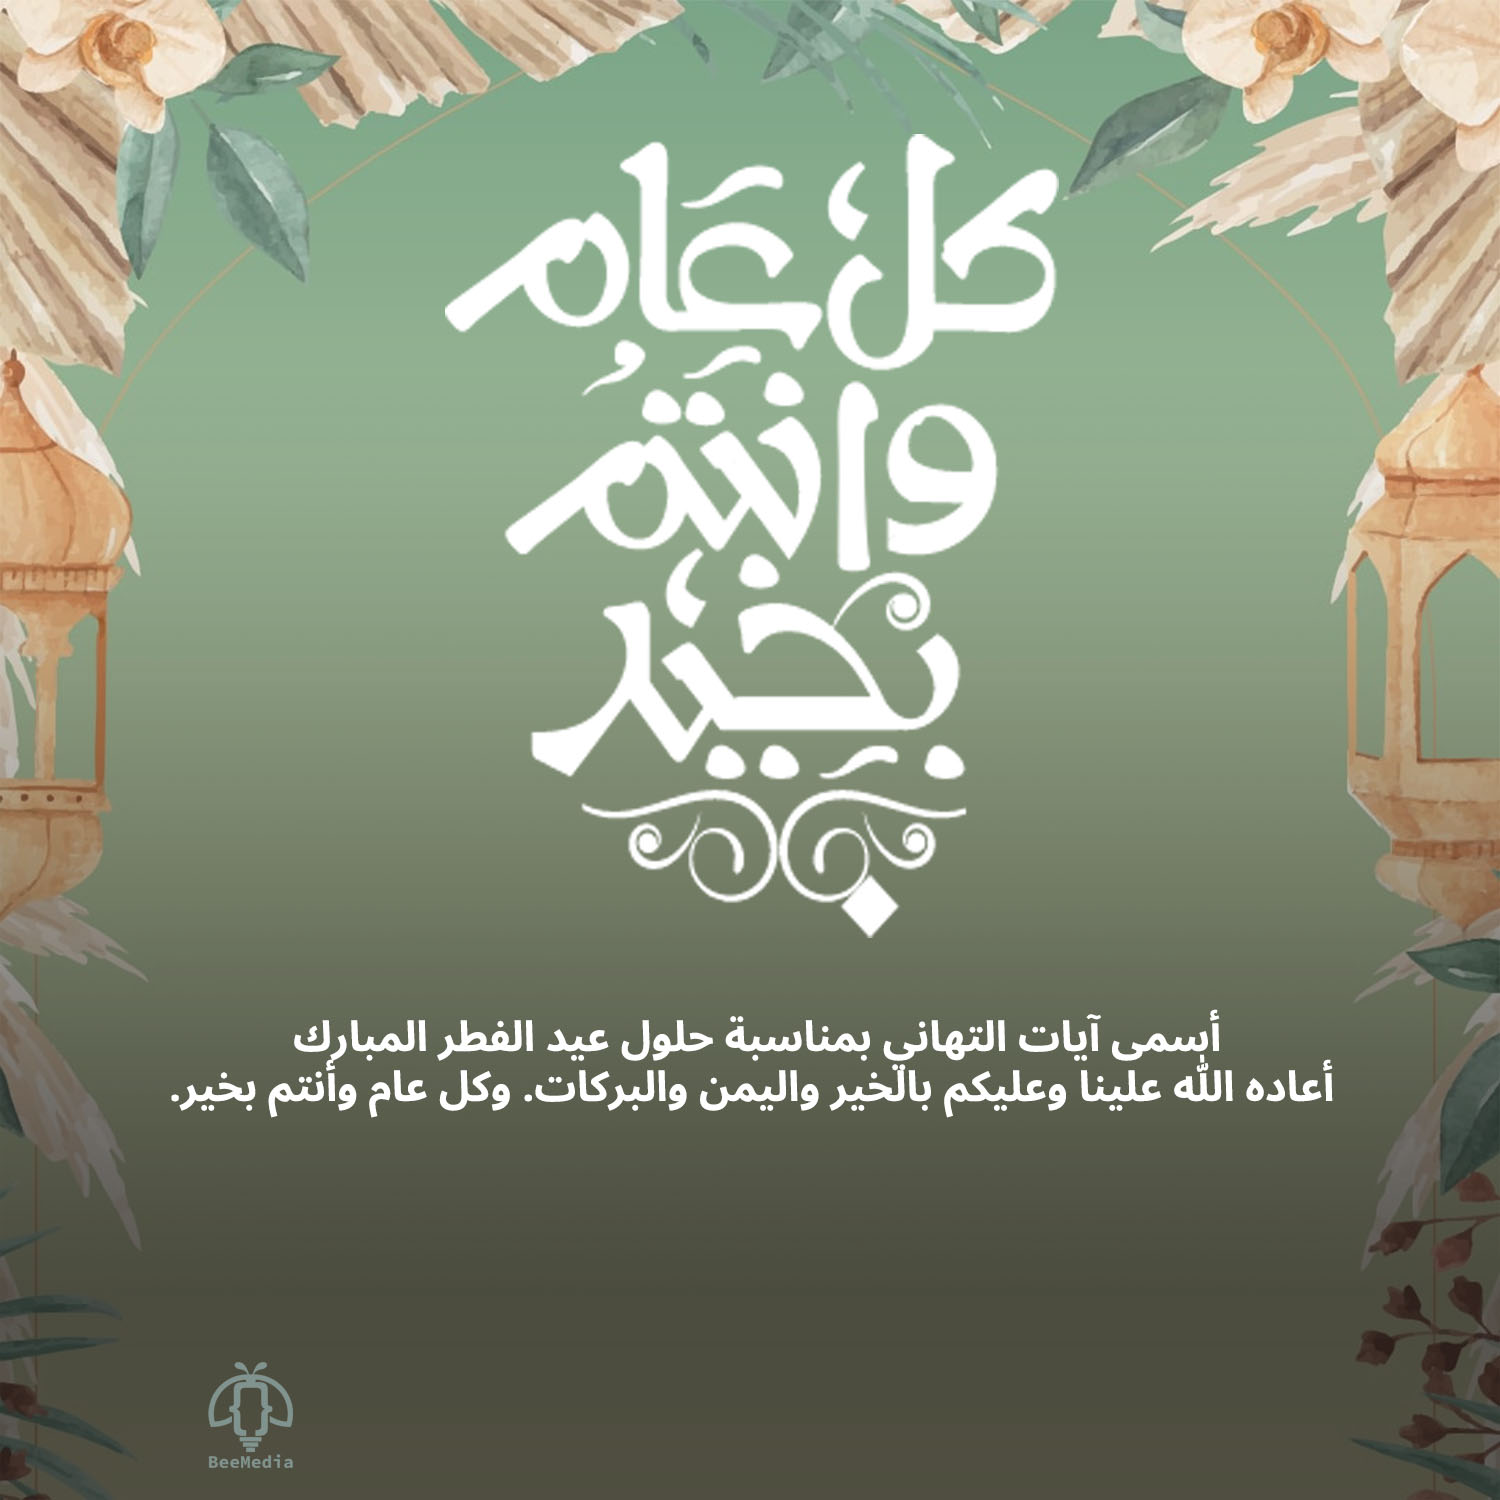 كل عام
وانتم
بخير
أسمى آيات التهاني بمناسبة حلول عيد الفطر المبارك
أعاده الله علينا وعليكم بالخير واليمن والبركات. وكل عام وأنتم بخير.
BeeMedia